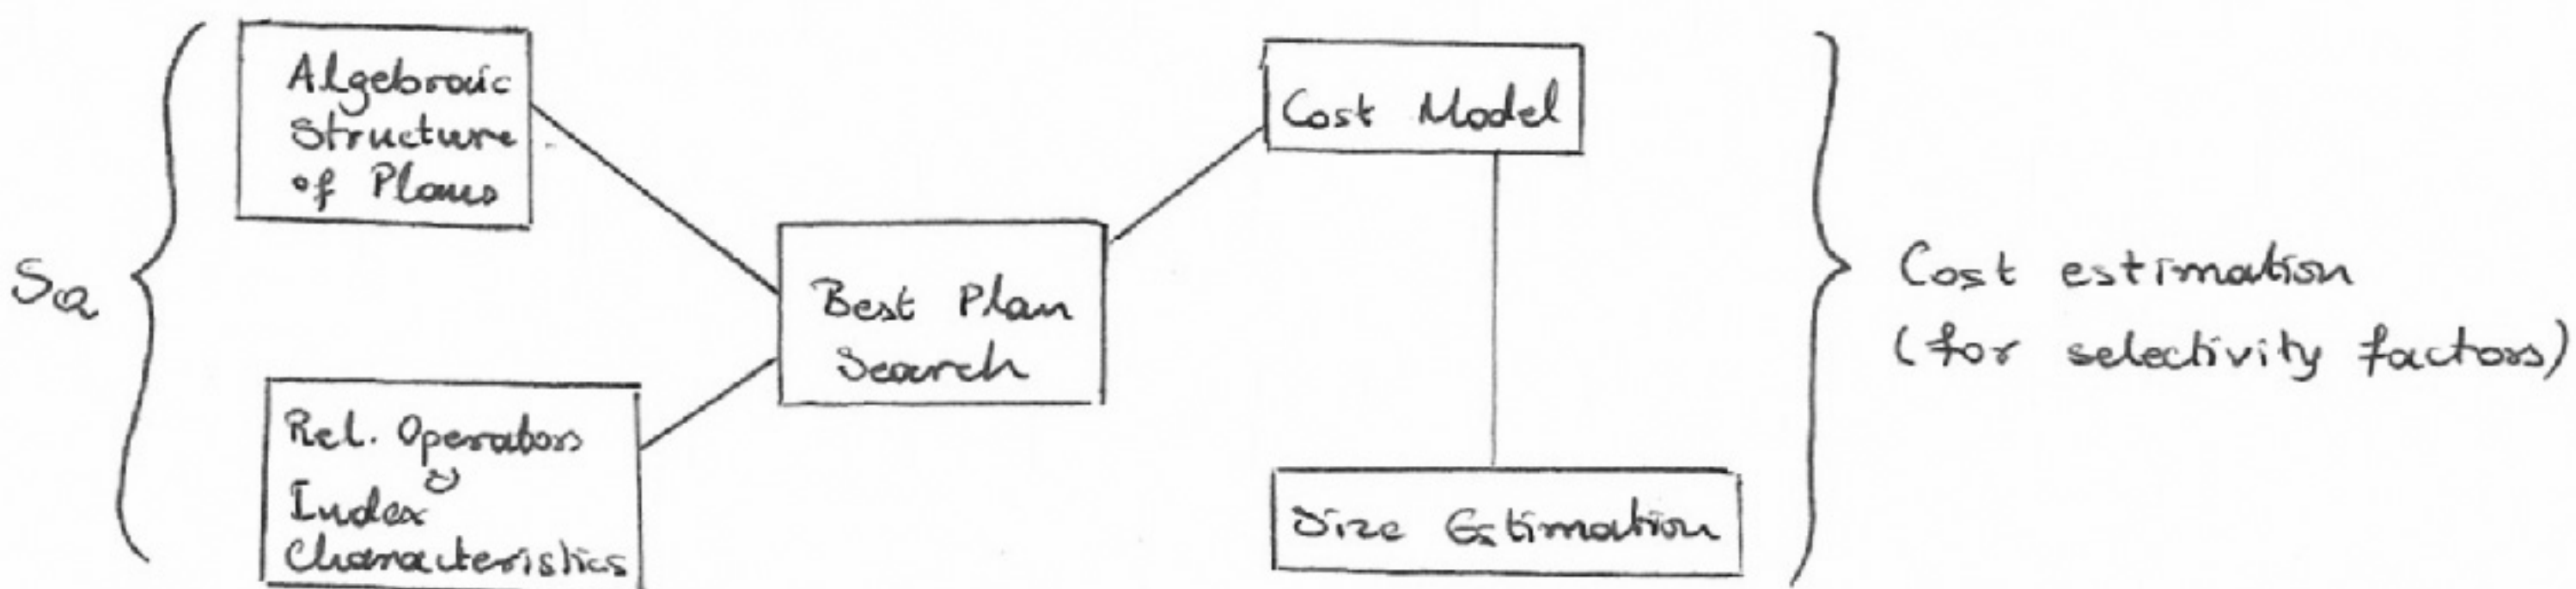 Algebraic
Structure
of Plans
Cost Model
S_Q
Best Plan
Search
Cost estimation
(for selectivity factors)
Rel. Operators
&
Index
Characteristics
Size Estimation